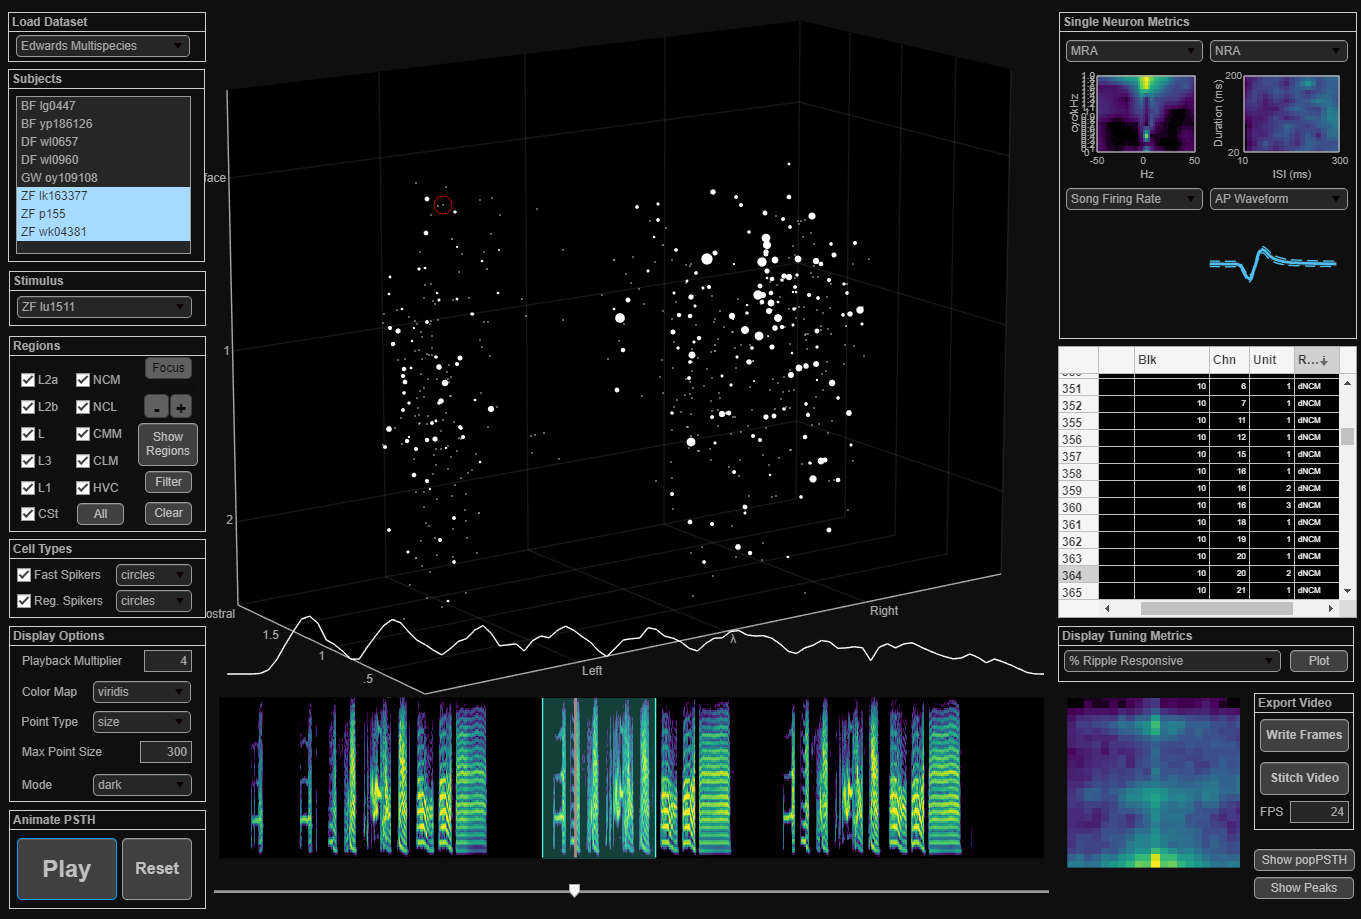 Load Dataset
Edwards Multispecies
Subjects
BF lg0447
BF yp186126
DF wl0657
DF wl0960
GW oy109108
ZF lk163377
ZF p155
ZF wk04381
Stimulus
ZF lu1511
Regions
Focus
L2a NCM
L2b NCL
- +
L CMM
Show Regions
L3 CLM
L1 HVC
Filter
CSt All Clear
Cell Types
Fast Spikers circles
Reg. Spikers circles
Display Options
Playback Multiplier 4
Color Map viridis
Point Type size
Max Point Size 300
Mode dark
Animate PSTH
Play Reset
face
1
2
ostral
1.5
1
.5
Left
λ
Right
Single Neuron Metrics
MRA NRA
cyc/kHz
0
-50 0 50
Hz
Duration (ms)
200
20
10 300
ISI (ms)
Song Firing Rate AP Waveform
Blk Chn Unit R...
351 10 6 1 dNCM
352 10 7 1 dNCM
355 10 11 1 dNCM
356 10 12 1 dNCM
357 10 15 1 dNCM
358 10 16 1 dNCM
359 10 16 2 dNCM
360 10 16 3 dNCM
361 10 18 1 dNCM
362 10 19 1 dNCM
363 10 20 1 dNCM
364 10 20 2 dNCM
365 10 21 1 dNCM
Display Tuning Metrics
% Ripple Responsive Plot
Export Video
Write Frames
Stitch Video
FPS 24
Show popPSTH
Show Peaks